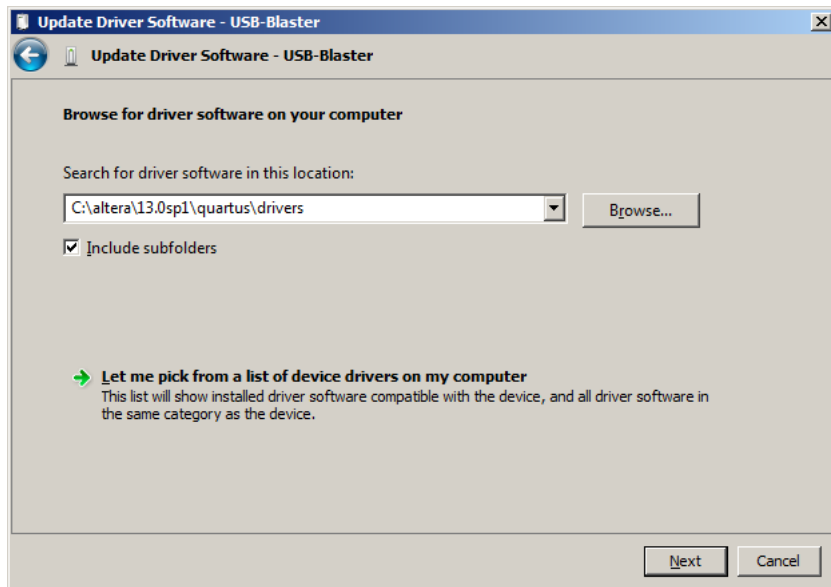 Update Driver Software - USB-Blaster
Update Driver Software - USB-Blaster
Browse for driver software on your computer
Search for driver software in this location:
C:\altera\13.0sp1\quartus\drivers
Browse...
Include subfolders
Let me pick from a list of device drivers on my computer
This list will show installed driver software compatible with the device, and all driver software in
the same category as the device.
Next
Cancel